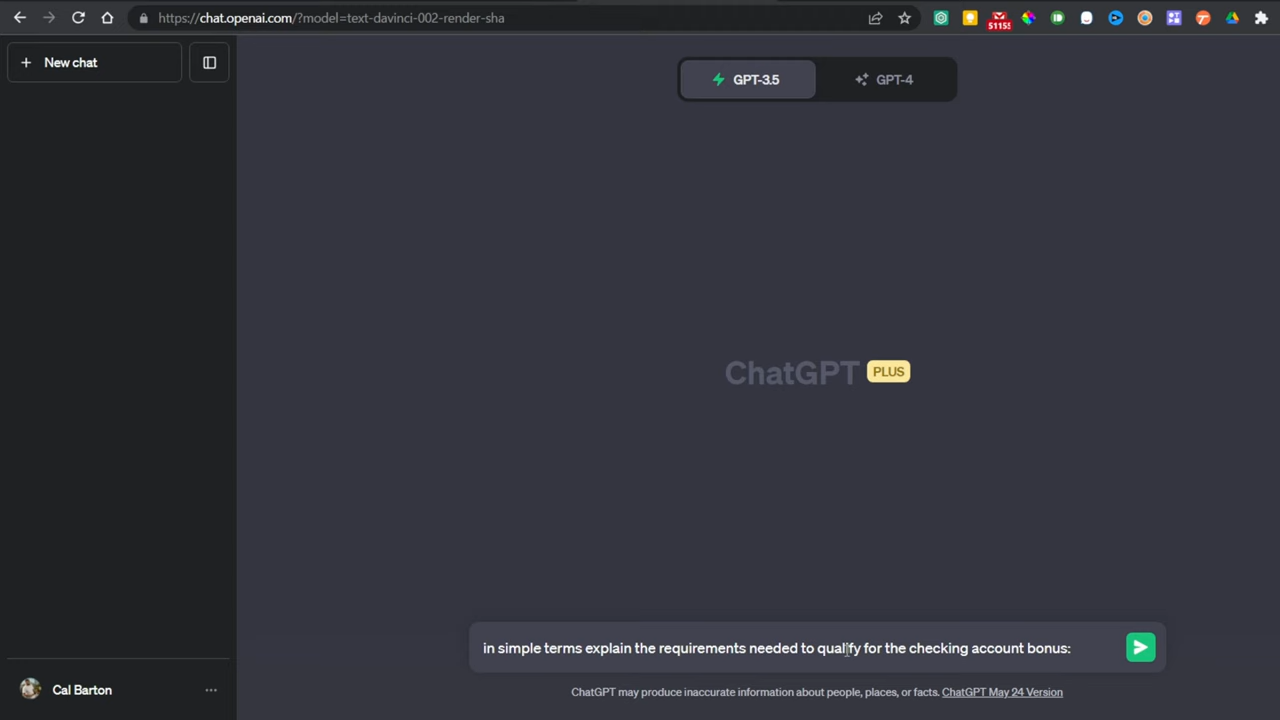 https://chat.openai.com/?model=text-davinci-002-render-sha
51155
+ New chat
GPT-3.5
GPT-4
ChatGPT PLUS
in simple terms explain the requirements needed to qualify for the checking account bonus:
Cal Barton
ChatGPT may produce inaccurate information about people, places, or facts. ChatGPT May 24 Version